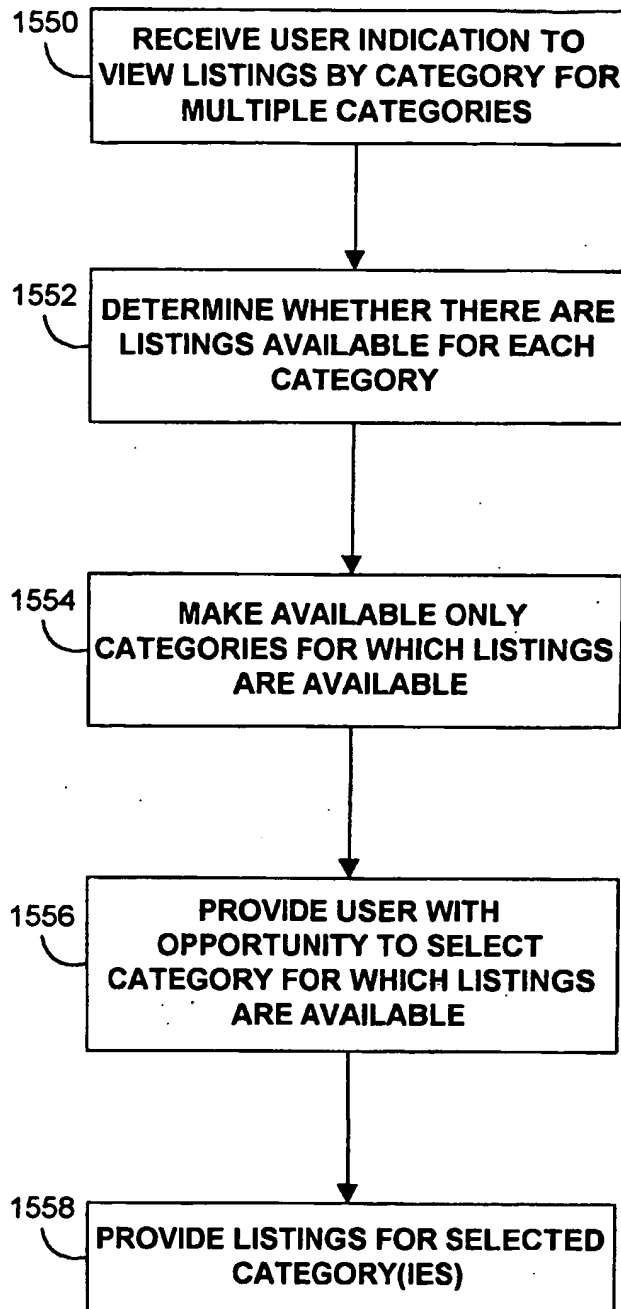 1550
RECEIVE USER INDICATION TO
VIEW LISTINGS BY CATEGORY FOR
MULTIPLE CATEGORIES
1552
DETERMINE WHETHER THERE ARE
LISTINGS AVAILABLE FOR EACH
CATEGORY
1554
MAKE AVAILABLE ONLY
CATEGORIES FOR WHICH LISTINGS
ARE AVAILABLE
1556
PROVIDE USER WITH
OPPORTUNITY TO SELECT
CATEGORY FOR WHICH LISTINGS
ARE AVAILABLE
1558
PROVIDE LISTINGS FOR SELECTED
CATEGORY(IES)